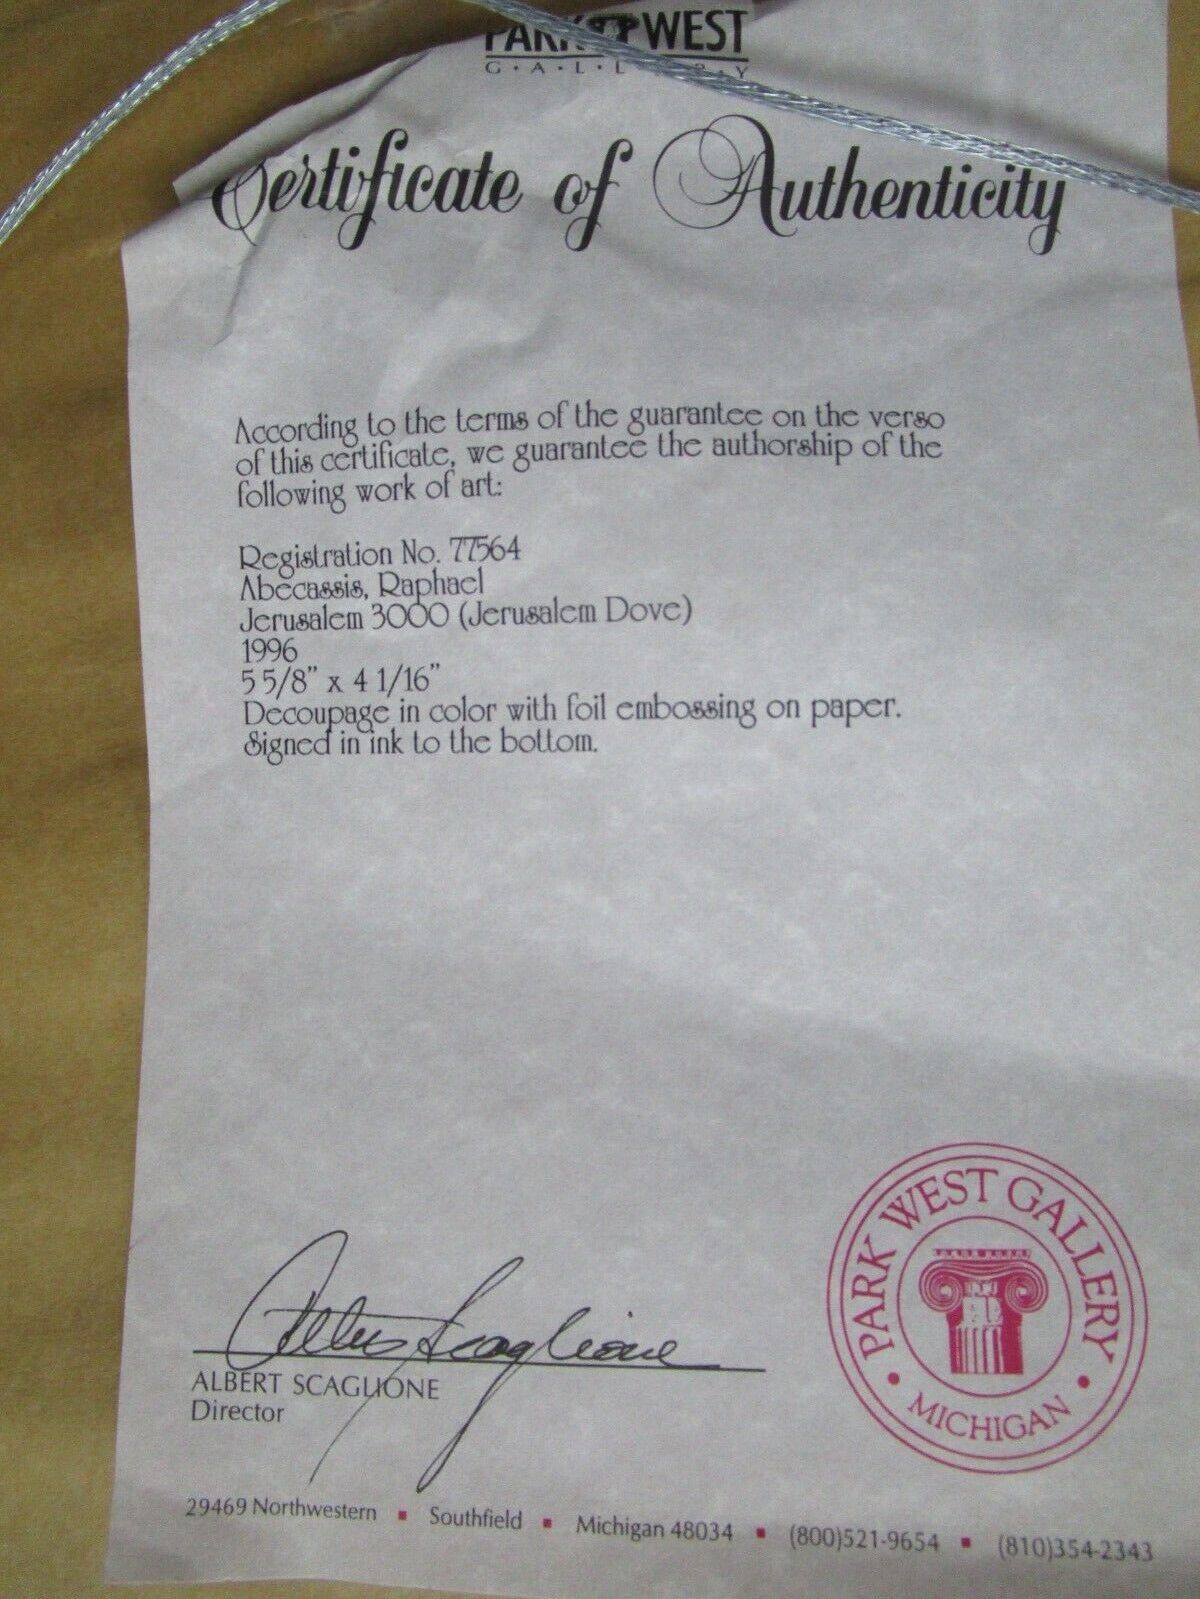 PARK WEST
GALLERY
Certificate of Authenticity
According to the terms of the guarantee on the verso
of this certificate, we guarantee the authorship of the
following work of art:
Registration No. 77564
Abecassis, Raphael
Jerusalem 3000 (Jerusalem Dove)
1996
5 5/8" x 4 1/16"
Decoupage in color with foil embossing on paper.
Signed in ink to the bottom.
Albert Scaglione
ALBERT SCAGLIONE
Director
PARK WEST GALLERY
• MICHIGAN •
29469 Northwestern ▪ Southfield ▪ Michigan 48034 ▪ (800)521-9654 ▪ (810)354-2343